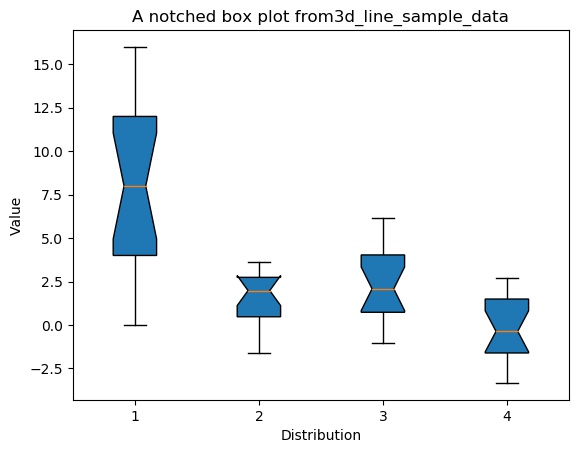 A notched box plot from3d_line_sample_data
15.0
12.5
10.0
7.5
5.0
2.5
0.0
−2.5
Value
1 2 3 4
Distribution